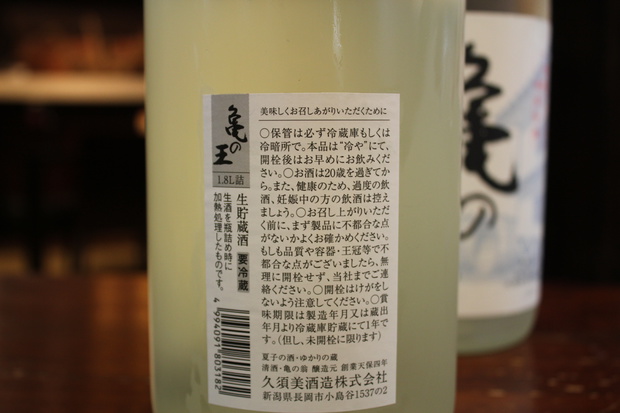 美味しくお召しあがりいただくために
亀の王
1.8L詰
生貯蔵酒 要冷蔵
生酒を瓶詰め時に
加熱処理したものです。
○保管は必ず冷蔵庫もしくは
冷暗所で。本品は“冷や”にて、
開栓後はお早めにお飲みくだ
さい。○お酒は20歳を過ぎてか
ら。また、健康のため、過度の飲
酒、妊娠中の方の飲酒は控え
ましょう。○お召し上がりいただ
く前に、まず製品に不都合な点
がないかよくお確かめください。
もしも品質や容器・王冠等で不
都合な点がございましたら、無
理に開栓せず、当社までご連
絡ください。○開栓はけがをし
ないよう注意してください。○賞
味期限は製造年月又は蔵出
年月より冷蔵庫貯蔵にて1年で
す。(但し、未開栓に限ります)
4994091803182
夏子の酒・ゆかりの蔵
清酒・亀の翁 醸造元 創業天保四年
久須美酒造株式会社
新潟県長岡市小島谷1537の2
亀の